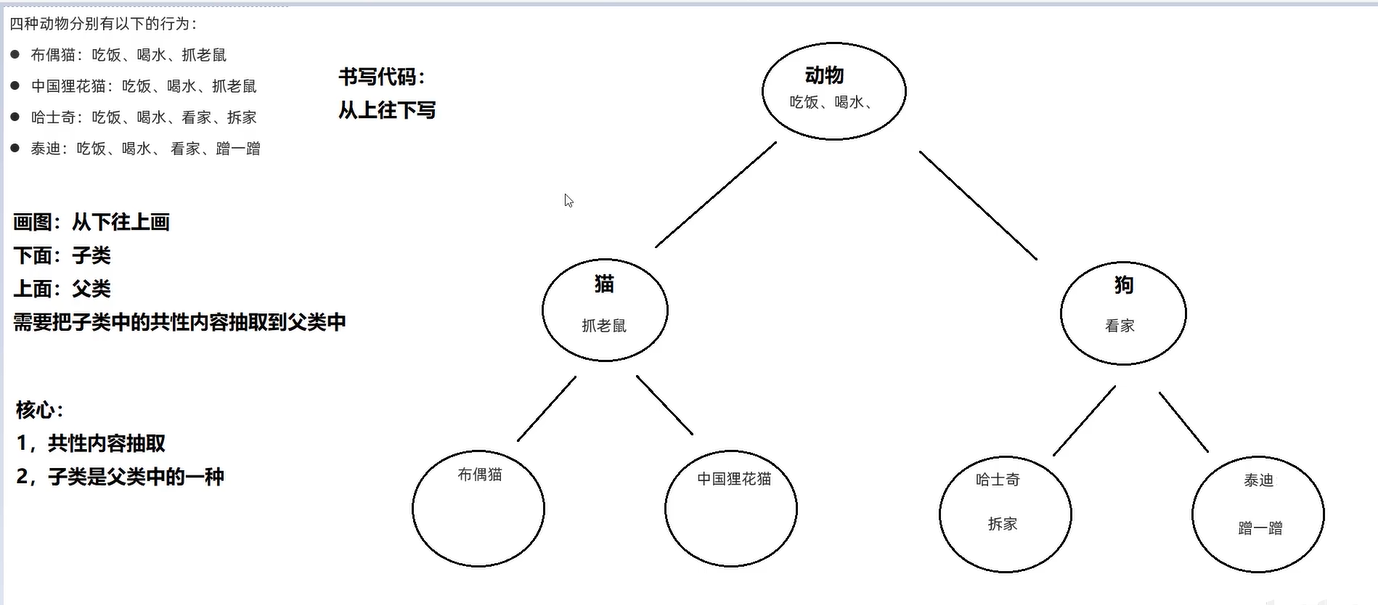 四种动物分别有以下的行为：
● 布偶猫：吃饭、喝水、抓老鼠
● 中国狸花猫：吃饭、喝水、抓老鼠
● 哈士奇：吃饭、喝水、看家、拆家
● 泰迪：吃饭、喝水、 看家、蹭一蹭
书写代码：
从上往下写
画图：从下往上画
下面：子类
上面：父类
需要把子类中的共性内容抽取到父类中
核心：
1，共性内容抽取
2，子类是父类中的一种
动物
吃饭、喝水、
猫
抓老鼠
狗
看家
布偶猫
中国狸花猫
哈士奇
拆家
泰迪
蹭一蹭